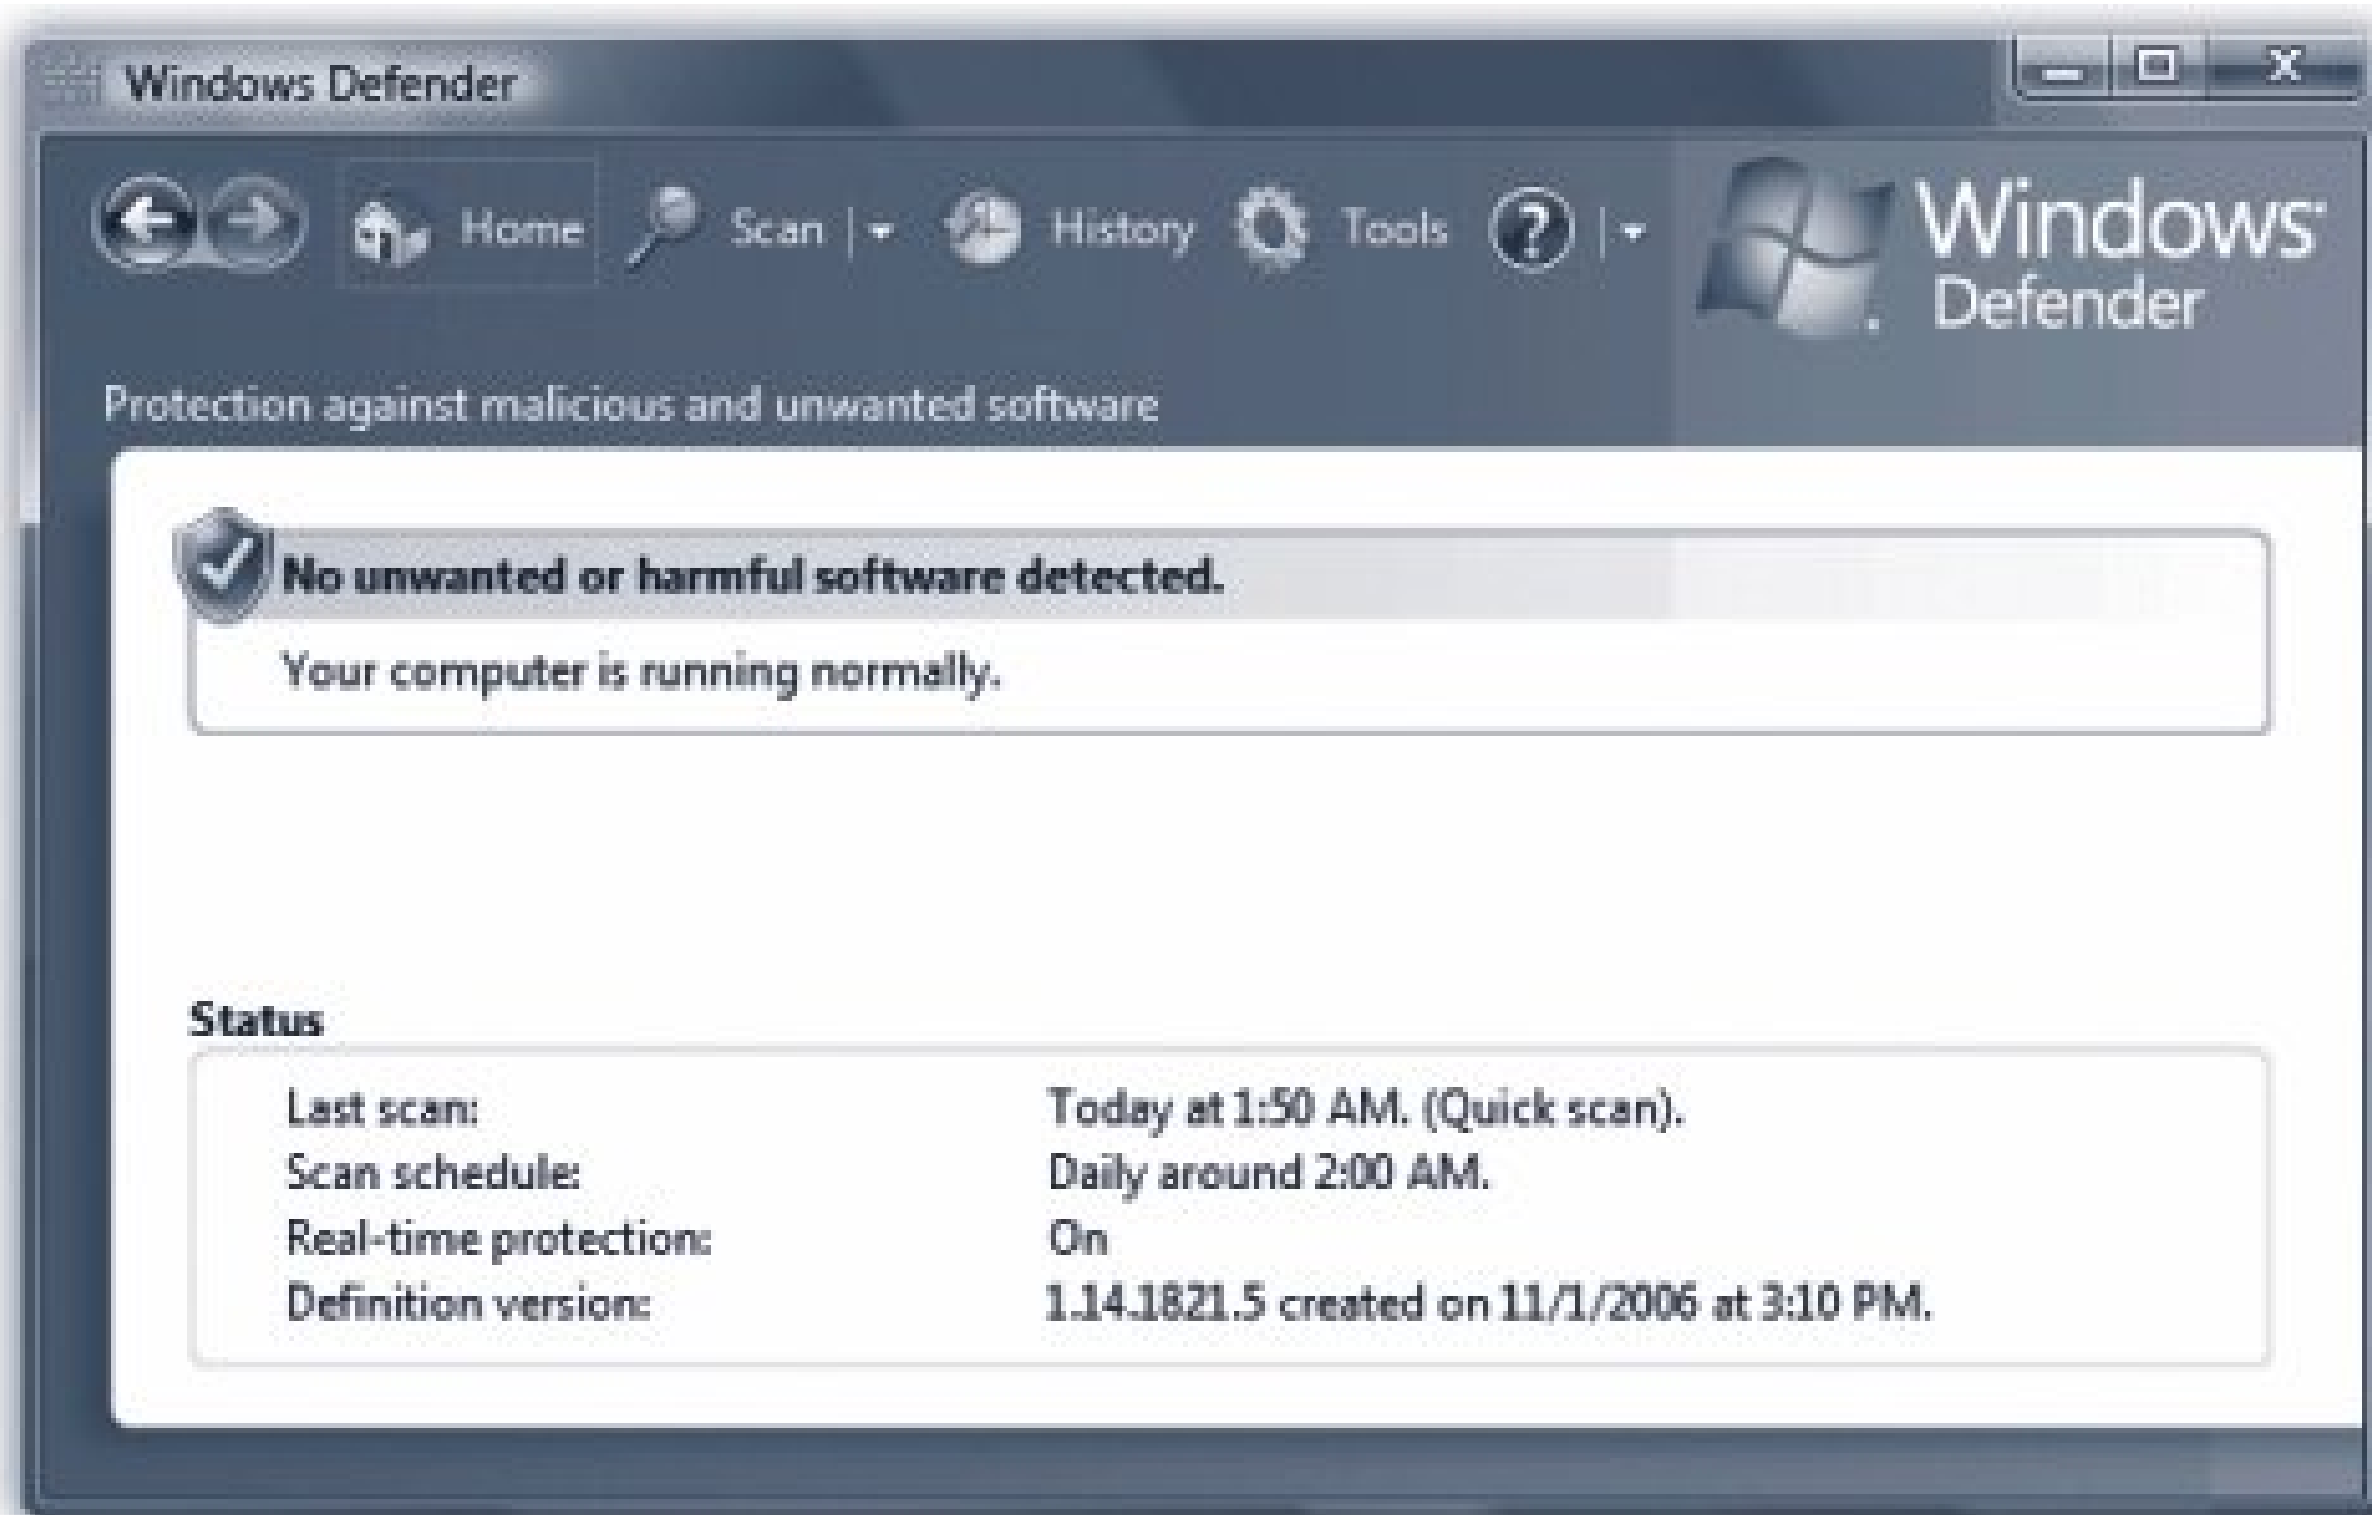 Windows Defender
Home Scan History Tools ?
Windows
Defender
Protection against malicious and unwanted software
No unwanted or harmful software detected.
Your computer is running normally.
Status
Last scan: Today at 1:50 AM. (Quick scan).
Scan schedule: Daily around 2:00 AM.
Real-time protection: On
Definition version: 1.14.1821.5 created on 11/1/2006 at 3:10 PM.